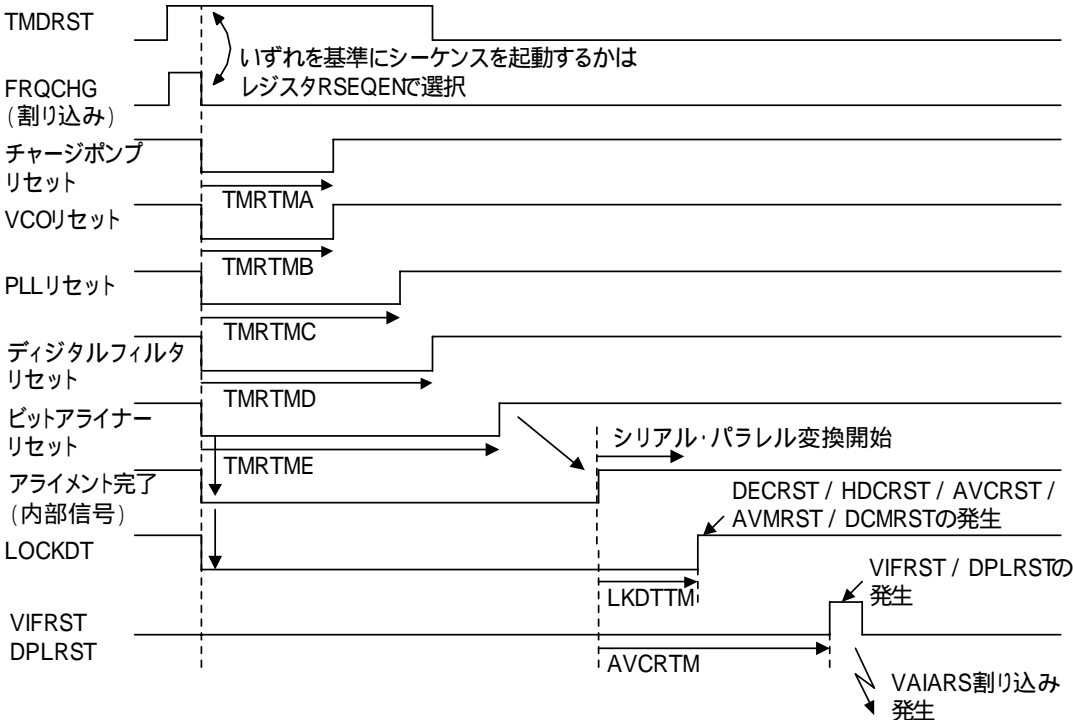 TMDRST
いずれを基準にシーケンスを起動するかは
レジスタRSEQENで選択
FRQCHG
(割り込み)
チャージポンプ
リセット
TMRTMA
VCOリセット
TMRTMB
PLLリセット
TMRTMC
ディジタルフィルタ
リセット
TMRTMD
ビットアライナー
リセット
TMRTME
シリアル・パラレル変換開始
アライメント完了
(内部信号)
DECRST / HDCRST / AVCRST /
AVMRST / DCMRSTの発生
LOCKDT
LKDTTM
VIFRST / DPLRSTの
発生
VIFRST
DPLRST
AVCRTM
VAIARS割り込み
発生